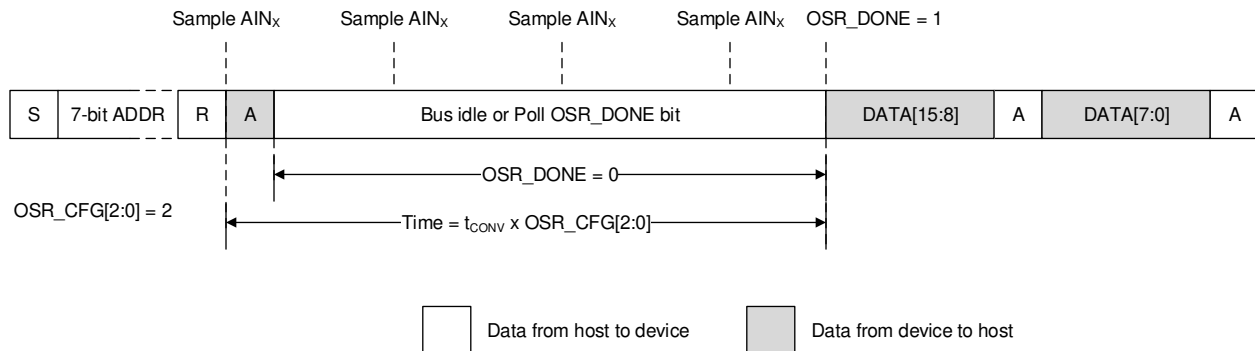 Sample AINX Sample AINX Sample AINX Sample AINX OSR_DONE = 1
S 7-bit ADDR R A Bus idle or Poll OSR_DONE bit DATA[15:8] A DATA[7:0] A
OSR_DONE = 0
OSR_CFG[2:0] = 2
Time = tCONV x OSR_CFG[2:0]
Data from host to device Data from device to host